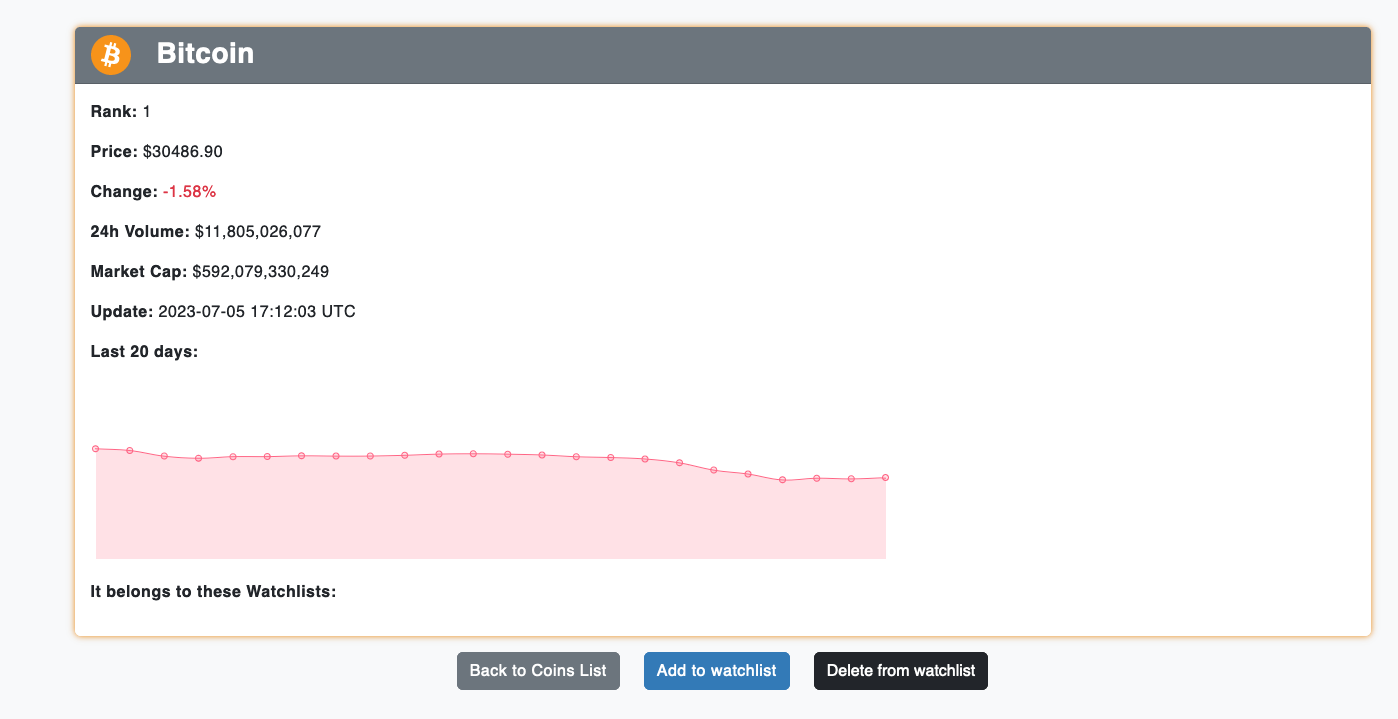 Bitcoin
Rank: 1
Price: $30486.90
Change: -1.58%
24h Volume: $11,805,026,077
Market Cap: $592,079,330,249
Update: 2023-07-05 17:12:03 UTC
Last 20 days:
It belongs to these Watchlists:
Back to Coins List Add to watchlist Delete from watchlist